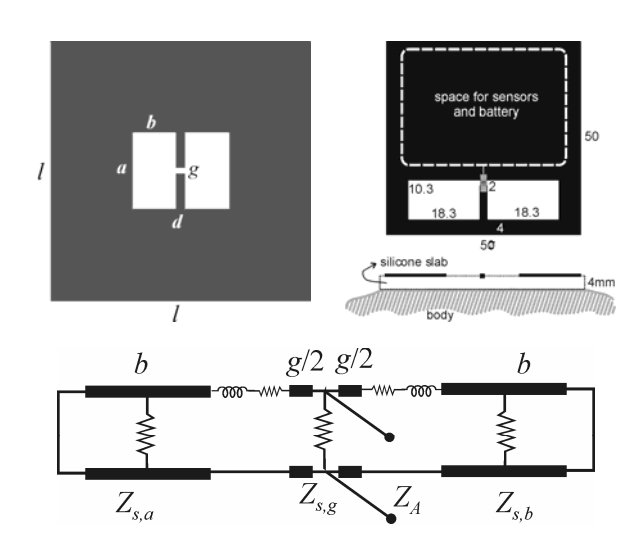 b
a
g
d
l
l
space for sensors
and battery
50
10.3
2
18.3
18.3
4
50
silicone slab
4mm
body
b
g/2
g/2
b
Z_{s,a}
Z_{s,g}
Z_A
Z_{s,b}